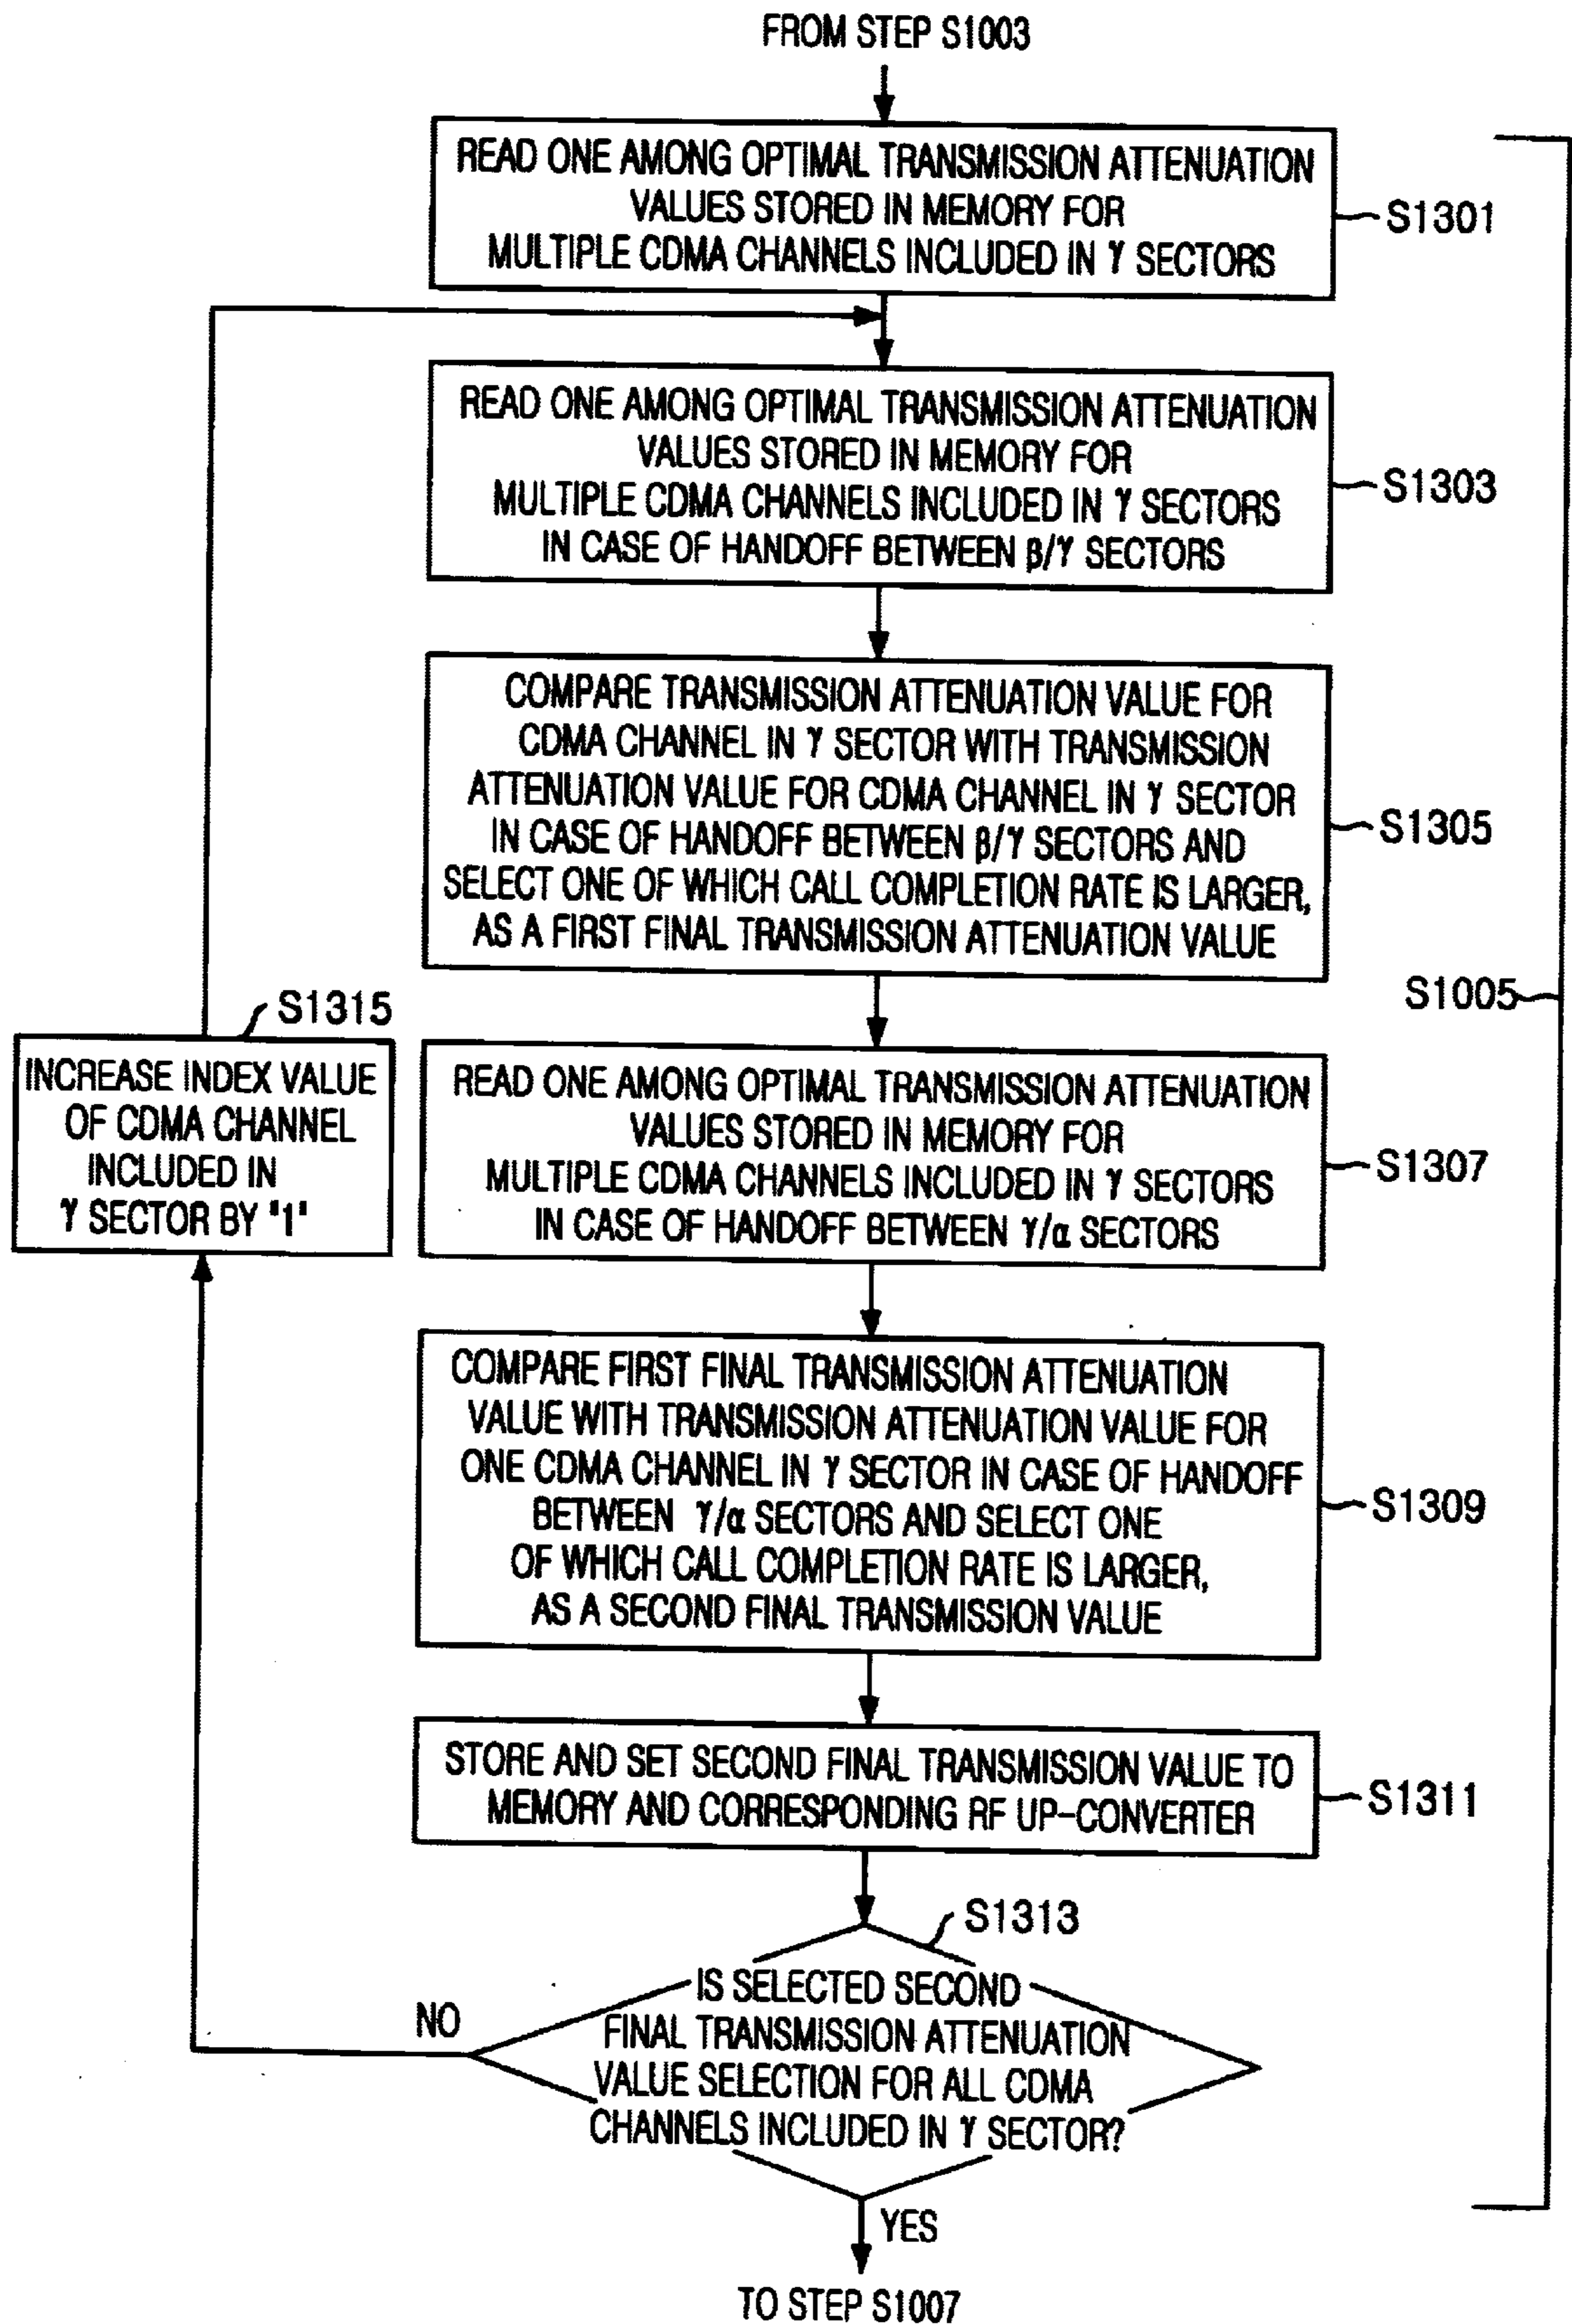 FROM STEP S1003
READ ONE AMONG OPTIMAL TRANSMISSION ATTENUATION
VALUES STORED IN MEMORY FOR
MULTIPLE CDMA CHANNELS INCLUDED IN γ SECTORS
S1301
READ ONE AMONG OPTIMAL TRANSMISSION ATTENUATION
VALUES STORED IN MEMORY FOR
MULTIPLE CDMA CHANNELS INCLUDED IN γ SECTORS
IN CASE OF HANDOFF BETWEEN β/γ SECTORS
S1303
COMPARE TRANSMISSION ATTENUATION VALUE FOR
CDMA CHANNEL IN γ SECTOR WITH TRANSMISSION
ATTENUATION VALUE FOR CDMA CHANNEL IN γ SECTOR
IN CASE OF HANDOFF BETWEEN β/γ SECTORS AND
SELECT ONE OF WHICH CALL COMPLETION RATE IS LARGER,
AS A FIRST FINAL TRANSMISSION ATTENUATION VALUE
S1305
S1005
S1315
INCREASE INDEX VALUE
OF CDMA CHANNEL
INCLUDED IN
γ SECTOR BY "1"
READ ONE AMONG OPTIMAL TRANSMISSION ATTENUATION
VALUES STORED IN MEMORY FOR
MULTIPLE CDMA CHANNELS INCLUDED IN γ SECTORS
IN CASE OF HANDOFF BETWEEN γ/α SECTORS
S1307
COMPARE FIRST FINAL TRANSMISSION ATTENUATION
VALUE WITH TRANSMISSION ATTENUATION VALUE FOR
ONE CDMA CHANNEL IN γ SECTOR IN CASE OF HANDOFF
BETWEEN γ/α SECTORS AND SELECT ONE
OF WHICH CALL COMPLETION RATE IS LARGER,
AS A SECOND FINAL TRANSMISSION VALUE
S1309
STORE AND SET SECOND FINAL TRANSMISSION VALUE TO
MEMORY AND CORRESPONDING RF UP-CONVERTER
S1311
S1313
IS SELECTED SECOND
FINAL TRANSMISSION ATTENUATION
VALUE SELECTION FOR ALL CDMA
CHANNELS INCLUDED IN γ SECTOR?
NO
YES
TO STEP S1007